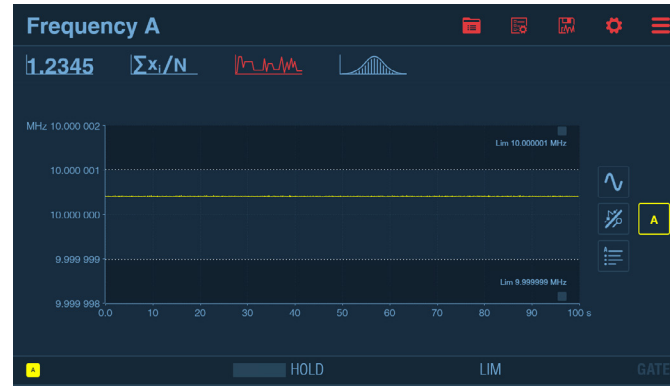 Frequency A
1.2345
∑xᵢ/N
MHz 10.000 002
Lim 10.000001 MHz
10.000 001
10.000 000
A
9.999 999
Lim 9.999999 MHz
9.999 998
0.0 10 20 30 40 50 60 70 80 90 100 s
A HOLD LIM GATE